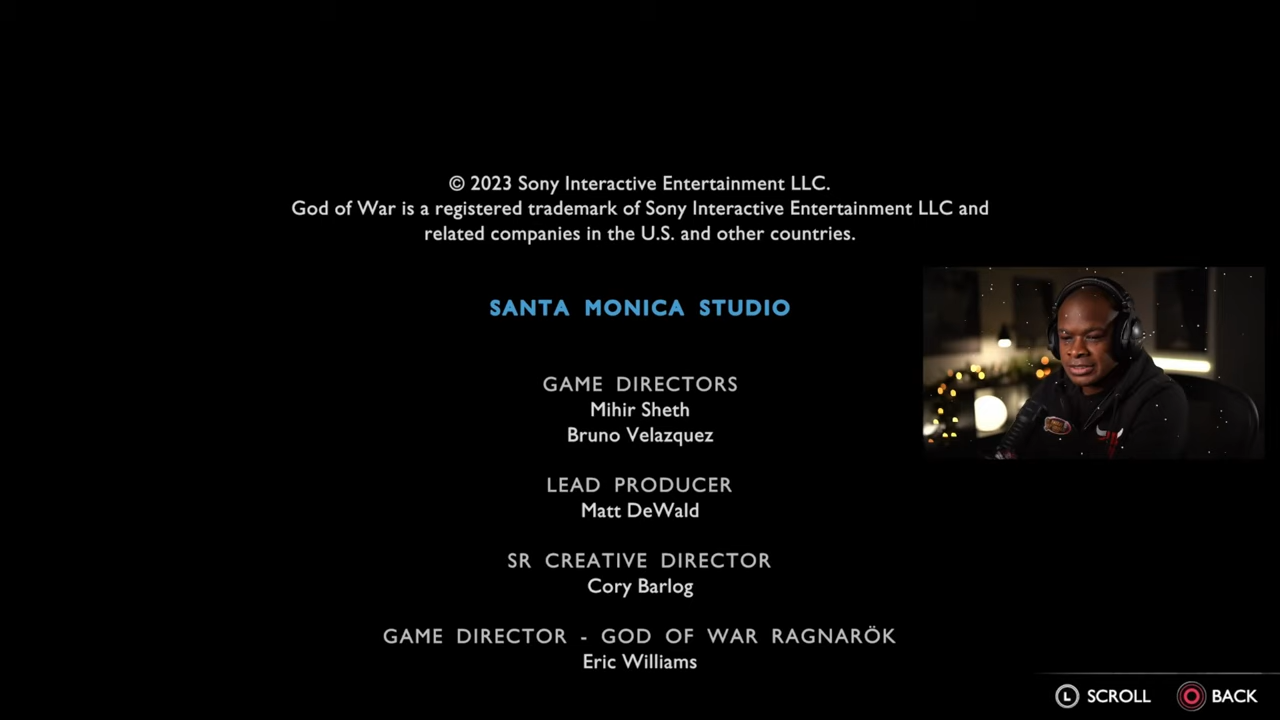 © 2023 Sony Interactive Entertainment LLC.
God of War is a registered trademark of Sony Interactive Entertainment LLC and
related companies in the U.S. and other countries.
SANTA MONICA STUDIO
GAME DIRECTORS
Mihir Sheth
Bruno Velazquez
LEAD PRODUCER
Matt DeWald
SR CREATIVE DIRECTOR
Cory Barlog
GAME DIRECTOR - GOD OF WAR RAGNARÖK
Eric Williams
L SCROLL BACK